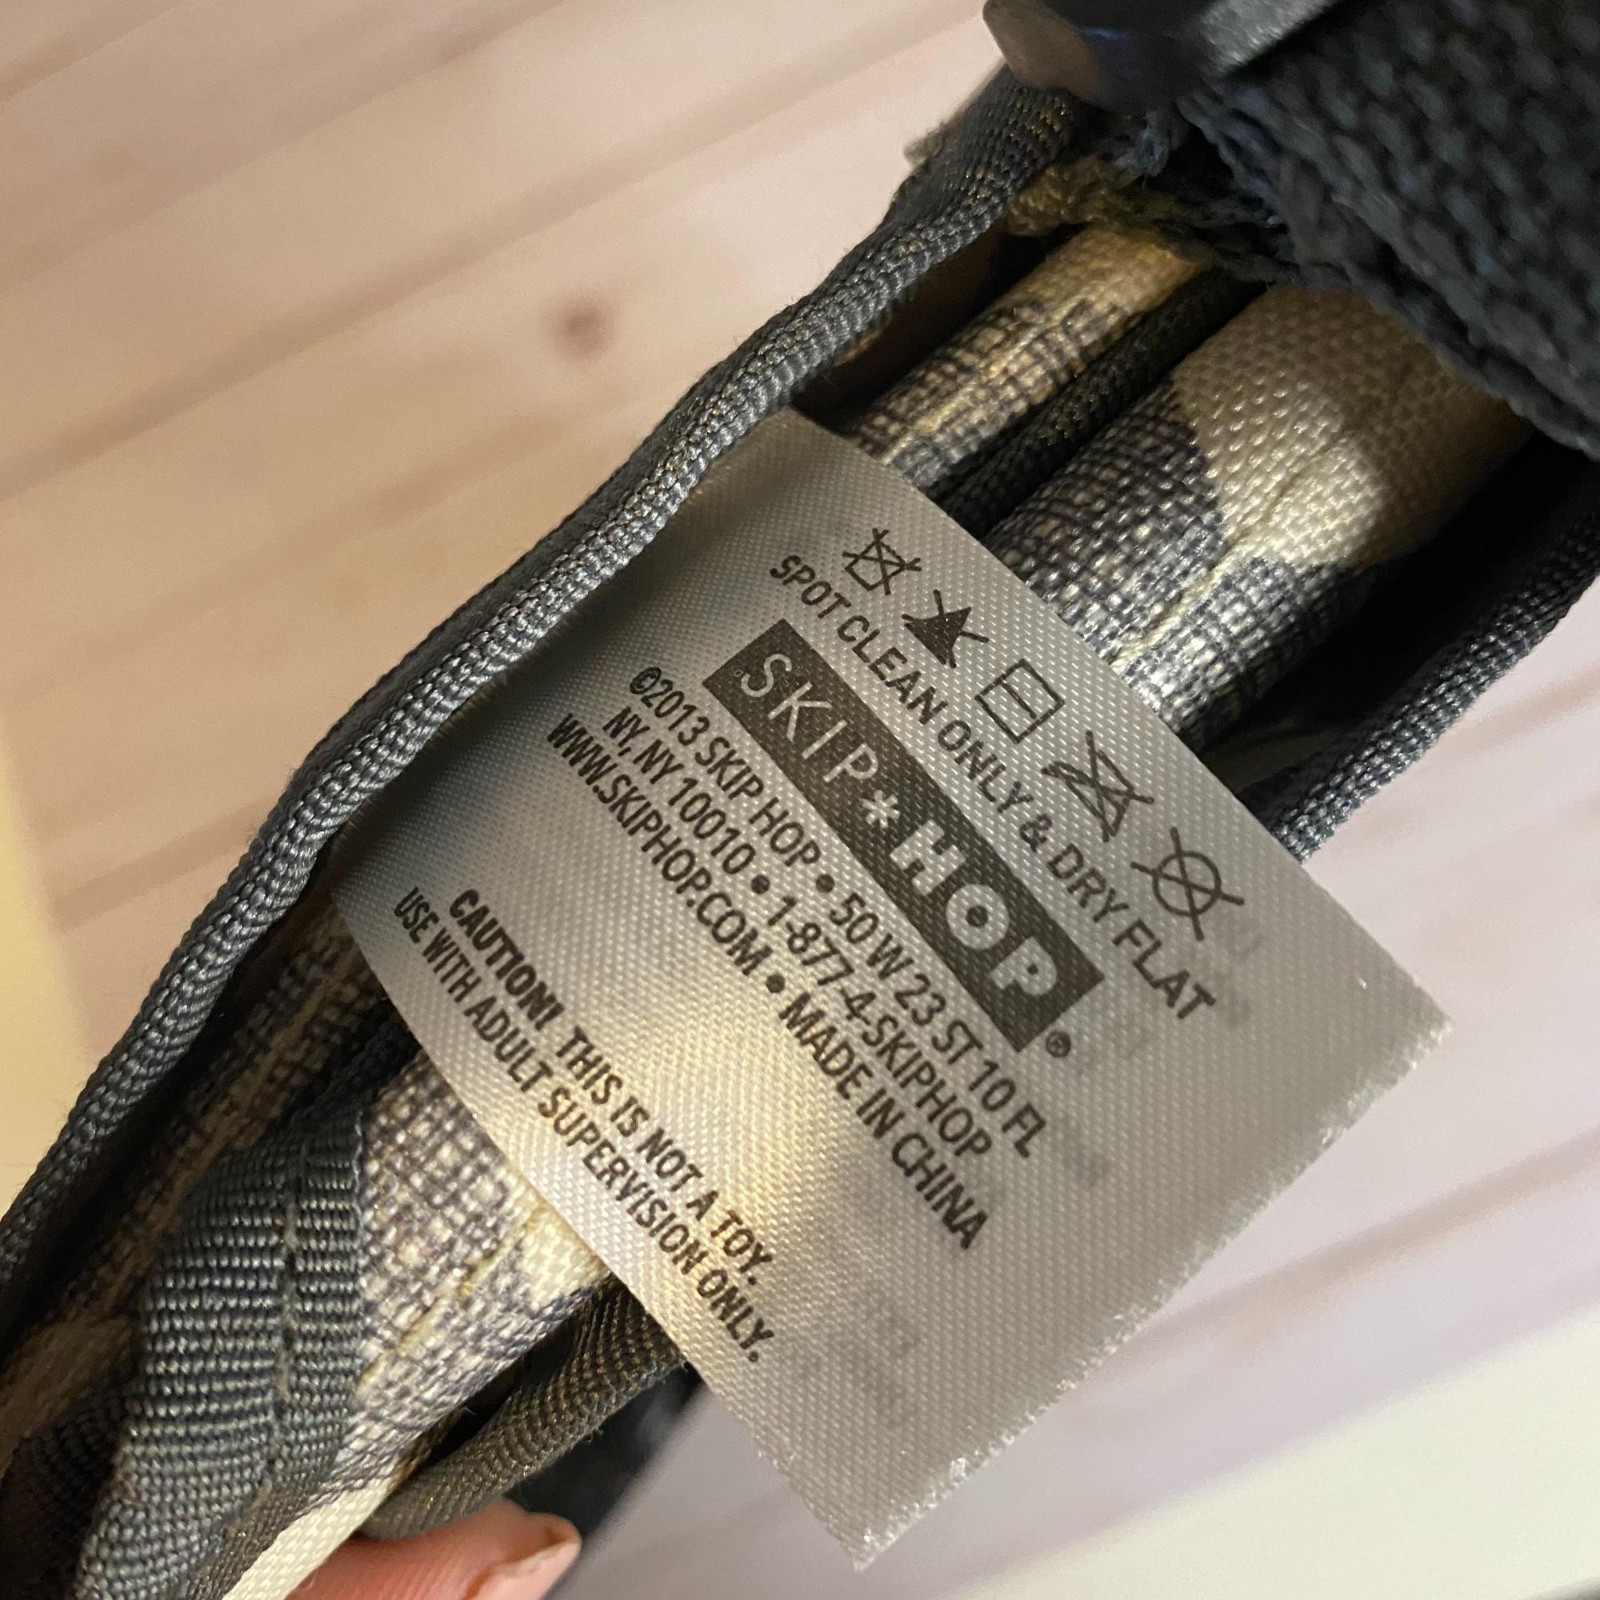 SPOT CLEAN ONLY & DRY FLAT
SKIP*HOP®
©2013 SKIP HOP • 50 W 23 ST 10 FL
NY, NY 10010 • 1-877-4-SKIPHOP
WWW.SKIPHOP.COM • MADE IN CHINA
CAUTION! THIS IS NOT A TOY.
USE WITH ADULT SUPERVISION ONLY.